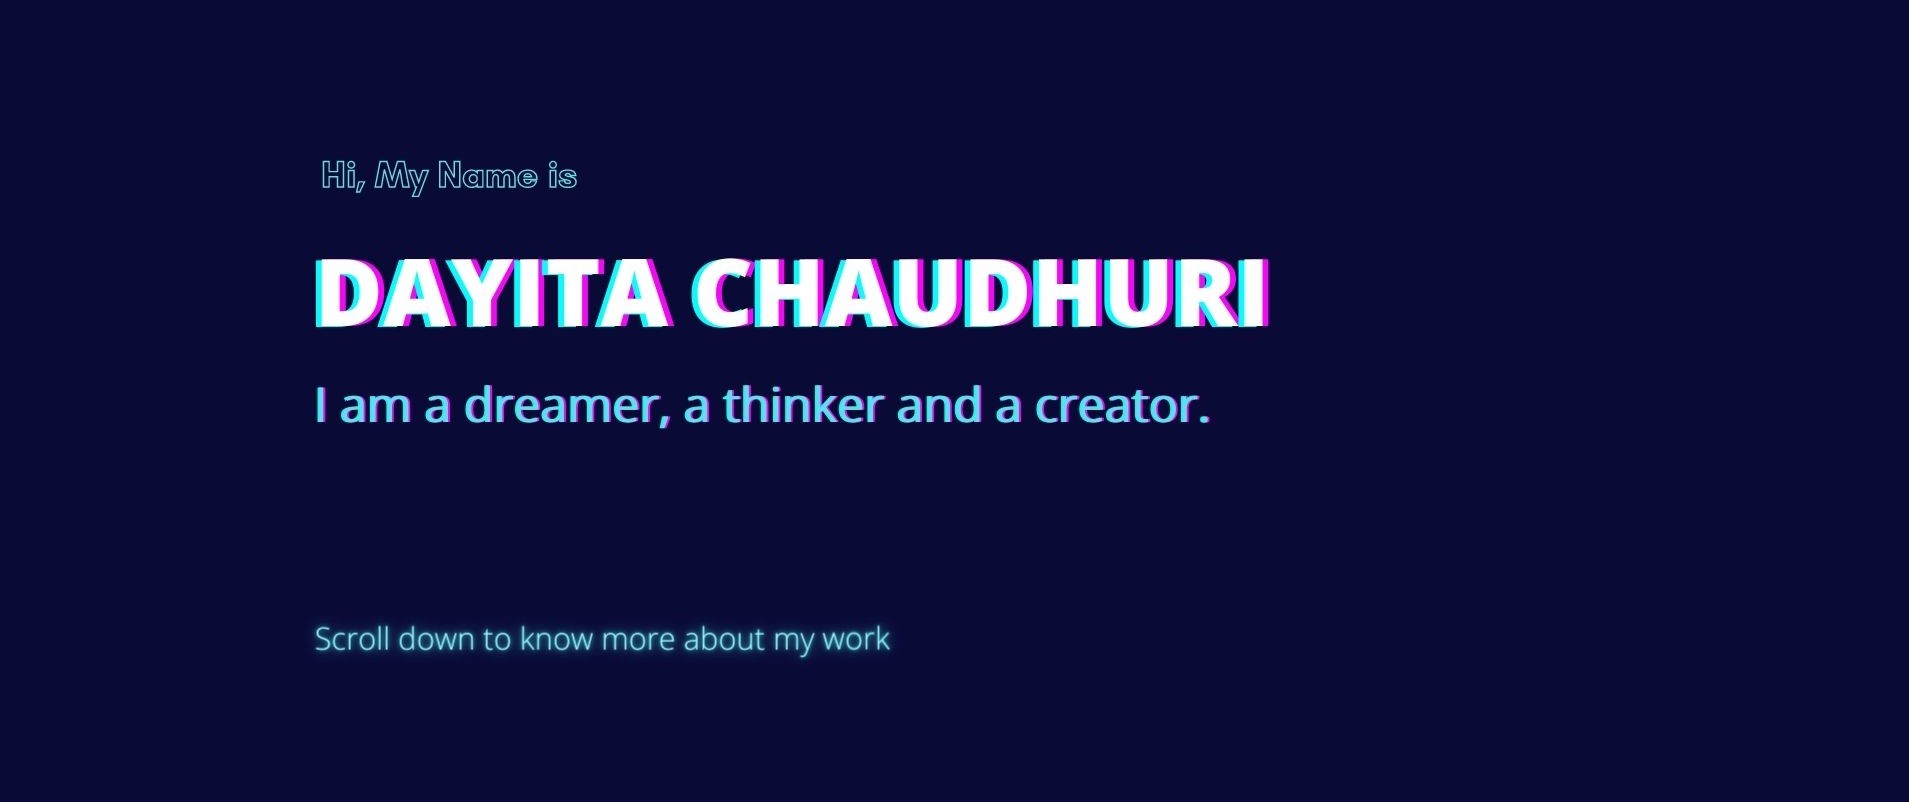 Hi, My Name is
DAYITA CHAUDHURI
I am a dreamer, a thinker and a creator.
Scroll down to know more about my work